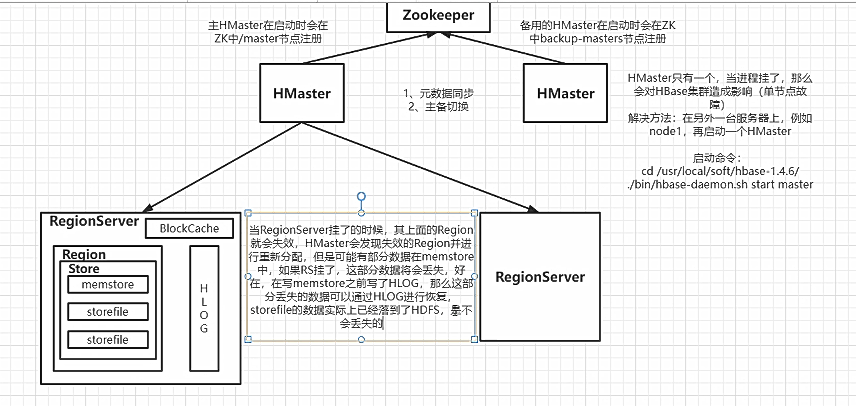 Zookeeper
主HMaster在启动时会在
ZK中/master节点注册
备用的HMaster在启动时会在ZK
中backup-masters节点注册
HMaster
1、元数据同步
2、主备切换
HMaster
HMaster只有一个，当进程挂了，那么
会对HBase集群造成影响（单节点故
障）
解决方法：在另外一台服务器上，例如
node1，再启动一个HMaster
启动命令：
cd /usr/local/soft/hbase-1.4.6/
./bin/hbase-daemon.sh start master
RegionServer
BlockCache
Region
Store
memstore
storefile
storefile
H
L
O
G
当RegionServer挂了的时候，其上面的Region
就会失效，HMaster会发现失效的Region并进
行重新分配，但是可能有部分数据在memstore
中，如果RS挂了，这部分数据将会丢失，好
在，在写memstore之前写了HLOG，那么这部
分丢失的数据可以通过HLOG进行恢复，
storefile的数据实际上已经落到了HDFS，是不
会丢失的
RegionServer